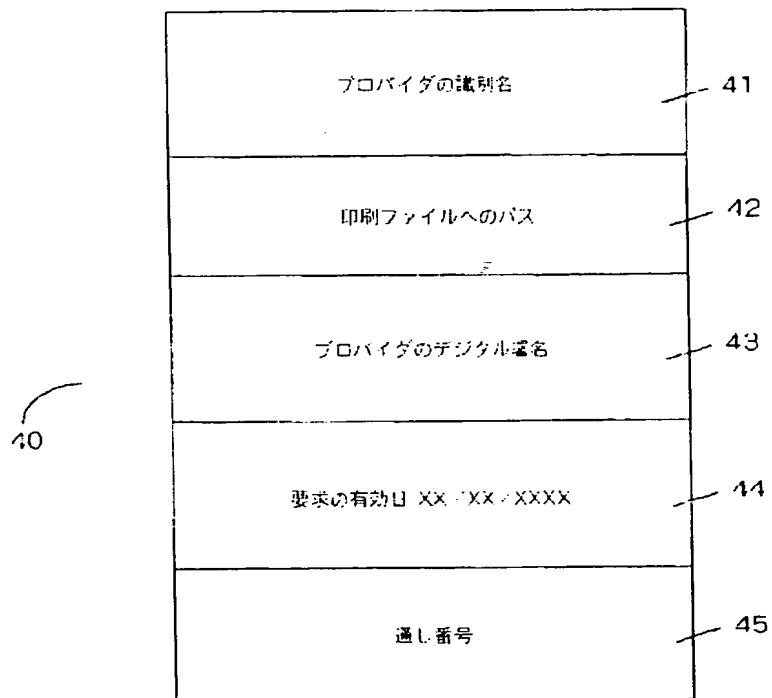 プロバイダの識別名
41
印刷ファイルへのパス
42
プロバイダのデジタル署名
43
40
要求の有効日 XX/XX/XXXX
44
通し番号
45